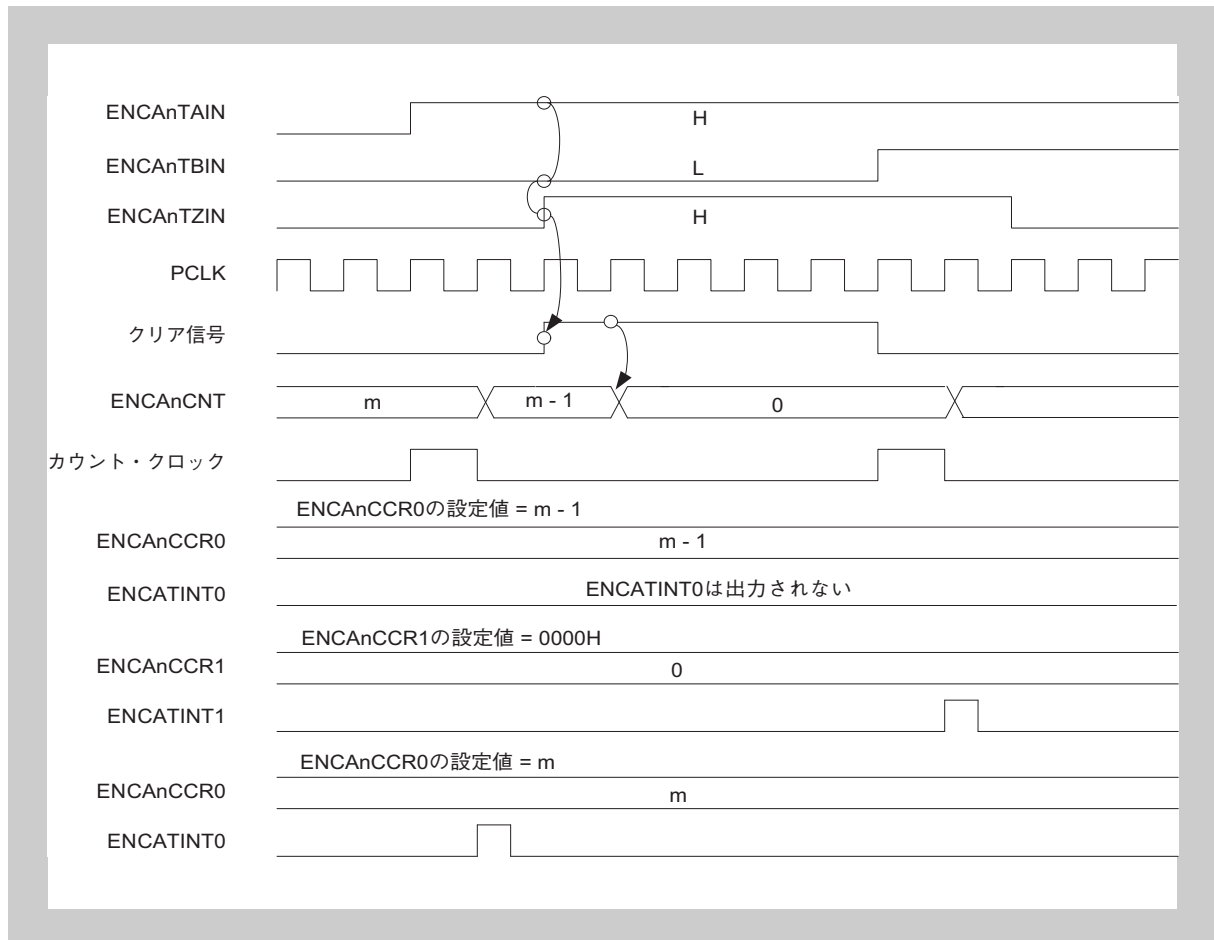 ENCAnTAIN
H
ENCAnTBIN
L
ENCAnTZIN
H
PCLK
クリア信号
ENCAnCNT
m
m - 1
0
カウント・クロック
ENCAnCCR0の設定値 = m - 1
ENCAnCCR0
m - 1
ENCATINT0
ENCATINT0は出力されない
ENCAnCCR1の設定値 = 0000H
ENCAnCCR1
0
ENCATINT1
ENCAnCCR0の設定値 = m
ENCAnCCR0
m
ENCATINT0